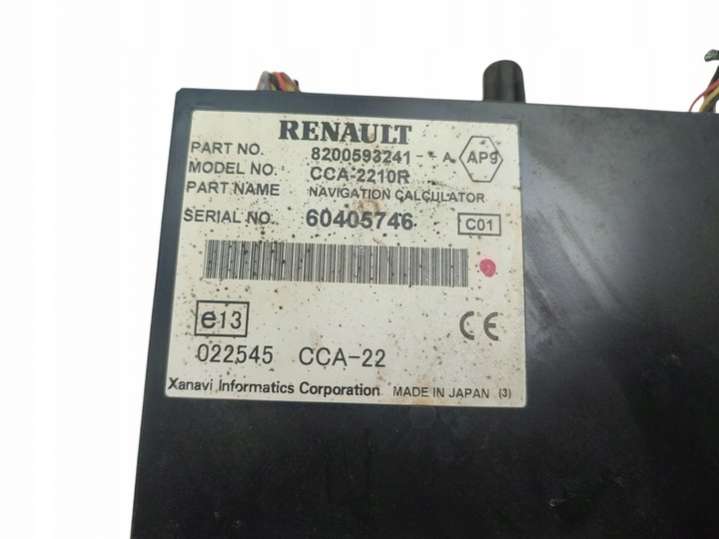 RENAULT
PART NO. 8200593241--A AP9
MODEL NO. CCA-2210R
PART NAME NAVIGATION CALCULATOR
SERIAL NO. 60405746 C01
e13 CE
022545 CCA-22
Xanavi Informatics Corporation MADE IN JAPAN (3)